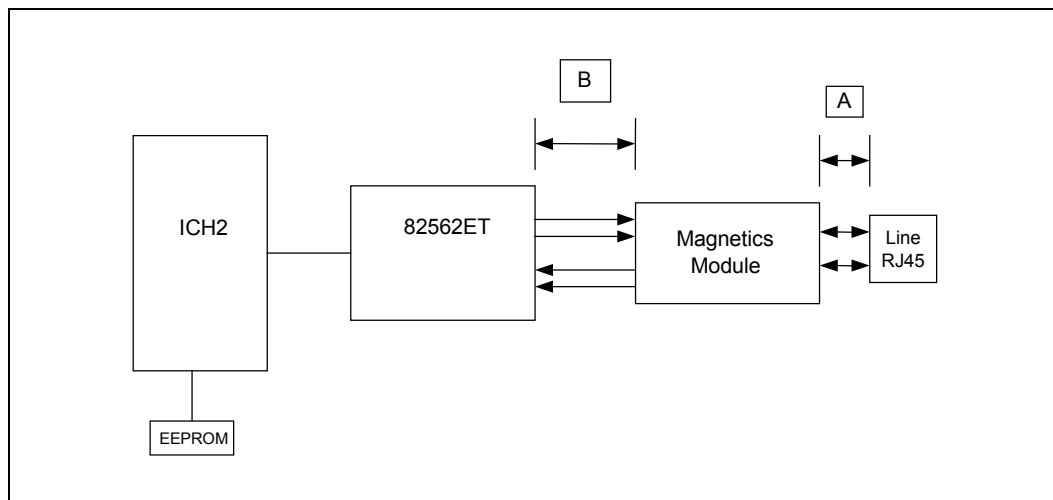 B
A
ICH2
82562ET
Magnetics
Module
Line
RJ45
EEPROM